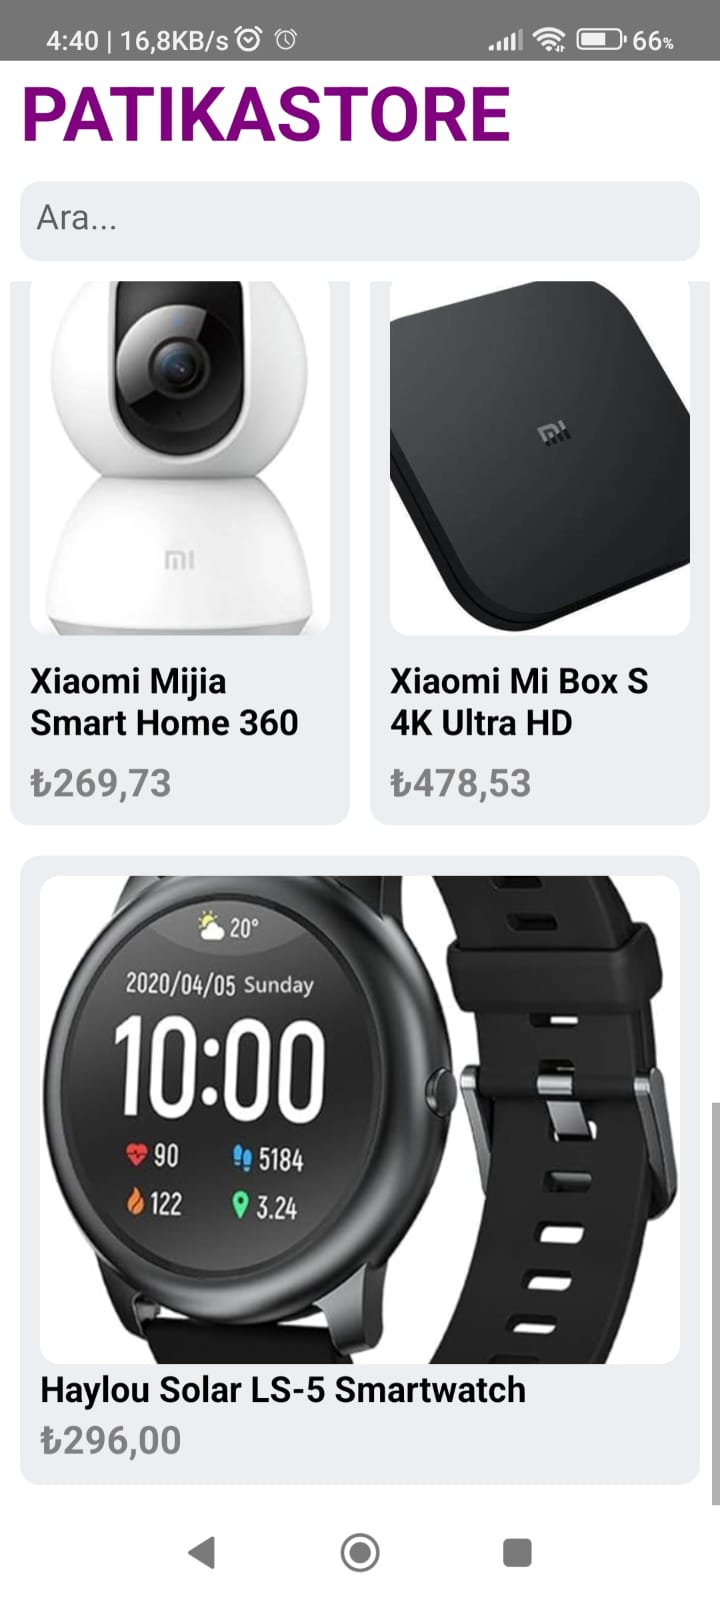 4:40 | 16,8KB/s 66%
PATIKASTORE
Ara...
mi
mi
Xiaomi Mijia
Smart Home 360
₺269,73
Xiaomi Mi Box S
4K Ultra HD
₺478,53
20°
2020/04/05 Sunday
10:00
90 5184
122 3.24
Haylou Solar LS-5 Smartwatch
₺296,00